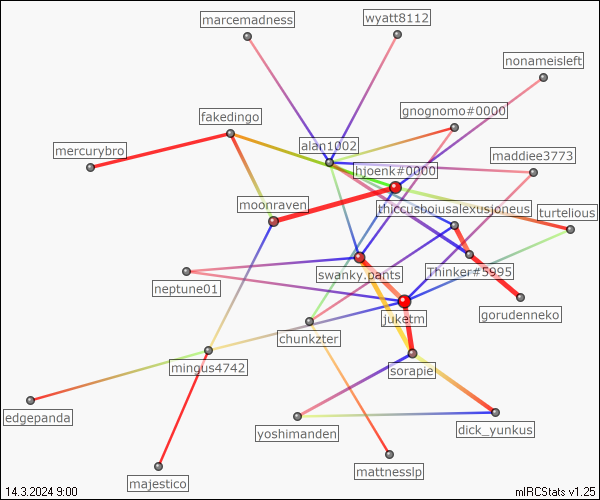 marcemadness
wyatt8112
nonameisleft
fakedingo
gnognomo#0000
alan1002
mercurybro
maddiee3773
bjoenk#0000
moonraven
thiccusboiusalexusjoneus
turtelious
swanky.pants
Thinker#5995
neptune01
gorudenneko
juketm
chunkzter
mingus4742
sorapie
edgepanda
yoshimanden
dick_yunkus
mattnesslp
majestico
14.3.2024 9:00
mIRCStats v1.25